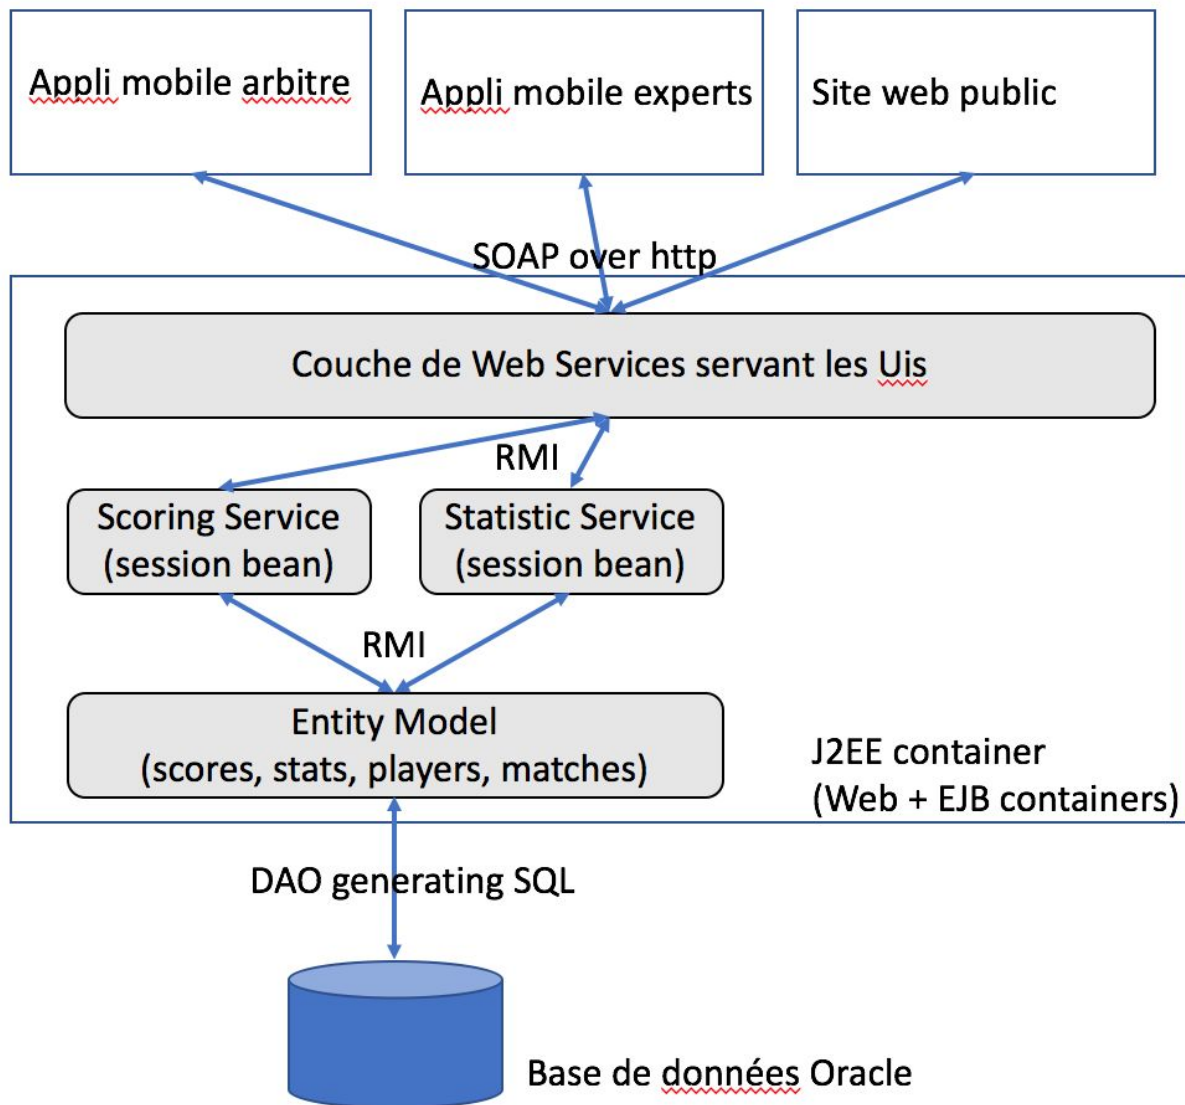 Appli mobile arbitre
Appli mobile experts
Site web public
SOAP over http
Couche de Web Services servant les Uis
RMI
Scoring Service
(session bean)
Statistic Service
(session bean)
RMI
Entity Model
(scores, stats, players, matches)
J2EE container
(Web + EJB containers)
DAO generating SQL
Base de données Oracle